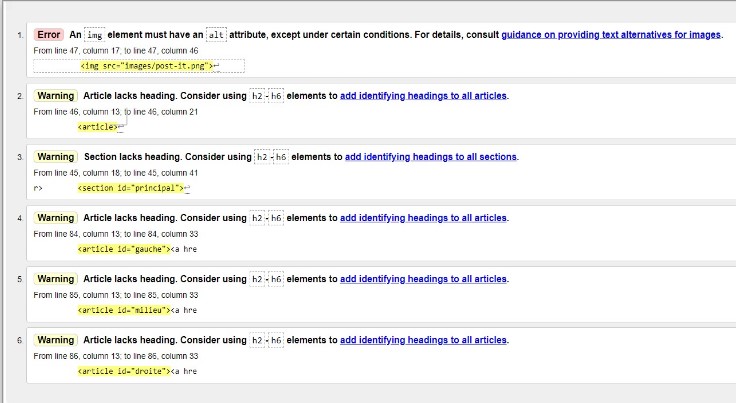 1. Error An img element must have an alt attribute, except under certain conditions. For details, consult guidance on providing text alternatives for images.
From line 47, column 17; to line 47, column 46
<img src="images/post-it.png">↩
2. Warning Article lacks heading. Consider using h2-h6 elements to add identifying headings to all articles.
From line 46, column 13; to line 46, column 21
<article>↩
3. Warning Section lacks heading. Consider using h2-h6 elements to add identifying headings to all sections.
From line 45, column 18; to line 45, column 41
r> <section id="principal">↩
4. Warning Article lacks heading. Consider using h2-h6 elements to add identifying headings to all articles.
From line 84, column 13; to line 84, column 33
<article id="gauche"><a hre
5. Warning Article lacks heading. Consider using h2-h6 elements to add identifying headings to all articles.
From line 85, column 13; to line 85, column 33
<article id="milieu"><a hre
6. Warning Article lacks heading. Consider using h2-h6 elements to add identifying headings to all articles.
From line 86, column 13; to line 86, column 33
<article id="droite"><a hre